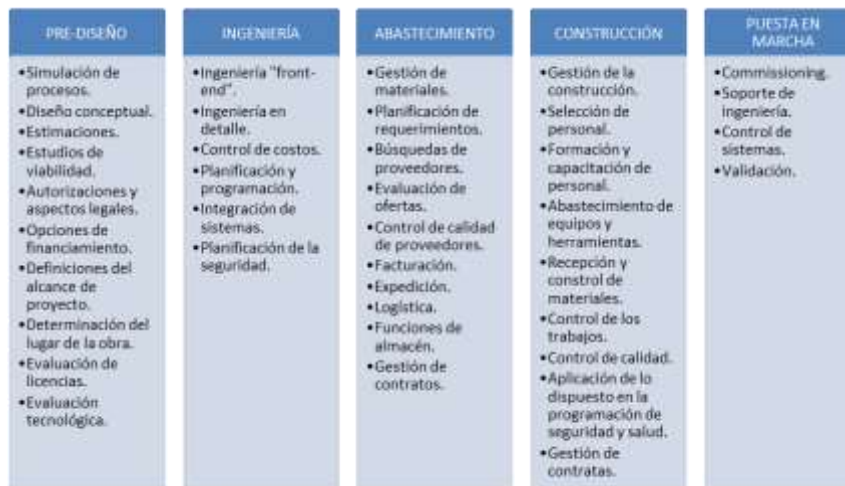 PRE-DISEÑO
•Simulación de
procesos.
•Diseño conceptual.
•Estimaciones.
•Estudios de
viabilidad.
•Autorizaciones y
aspectos legales.
•Opciones de
financiamiento.
•Definiciones del
alcance de
proyecto.
•Determinación del
lugar de la obra.
•Evaluación de
licencias.
•Evaluación
tecnológica.
INGENIERÍA
•Ingeniería "front-
end".
•Ingeniería en
detalle.
•Control de costos.
•Planificación y
programación.
•Integración de
sistemas.
•Planificación de la
seguridad.
ABASTECIMIENTO
•Gestión de
materiales.
•Planificación de
requerimientos.
•Búsquedas de
proveedores.
•Evaluación de
ofertas.
•Control de calidad
de proveedores.
•Facturación.
•Expedición.
•Logística.
•Funciones de
almacén.
•Gestión de
contratos.
CONSTRUCCIÓN
•Gestión de la
construcción.
•Selección de
personal.
•Formación y
capacitación de
personal.
•Abastecimiento de
equipos y
herramientas.
•Recepción y
constrol de
materiales.
•Control de los
trabajos.
•Control de calidad.
•Aplicación de lo
dispuesto en la
programación de
seguridad y salud.
•Gestión de
contratas.
PUESTA EN
MARCHA
•Commissioning.
•Soporte de
ingeniería.
•Control de
sistemas.
•Validación.